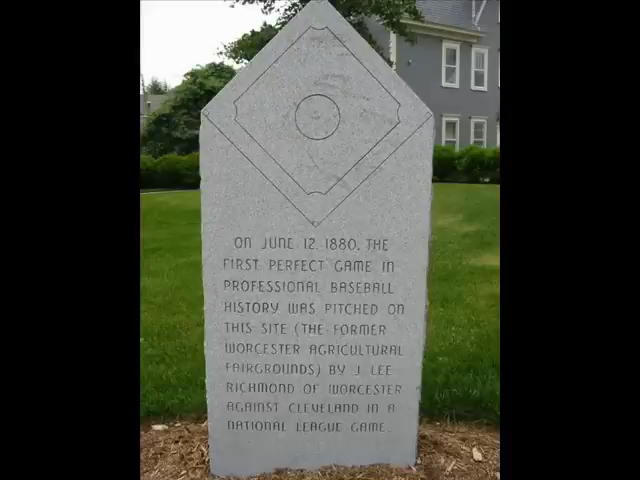 ON JUNE 12, 1880, THE
FIRST PERFECT GAME IN
PROFESSIONAL BASEBALL
HISTORY WAS PITCHED ON
THIS SITE (THE FORMER
WORCESTER AGRICULTURAL
FAIRGROUNDS) BY J. LEE
RICHMOND OF WORCESTER
AGAINST CLEVELAND IN A
NATIONAL LEAGUE GAME.